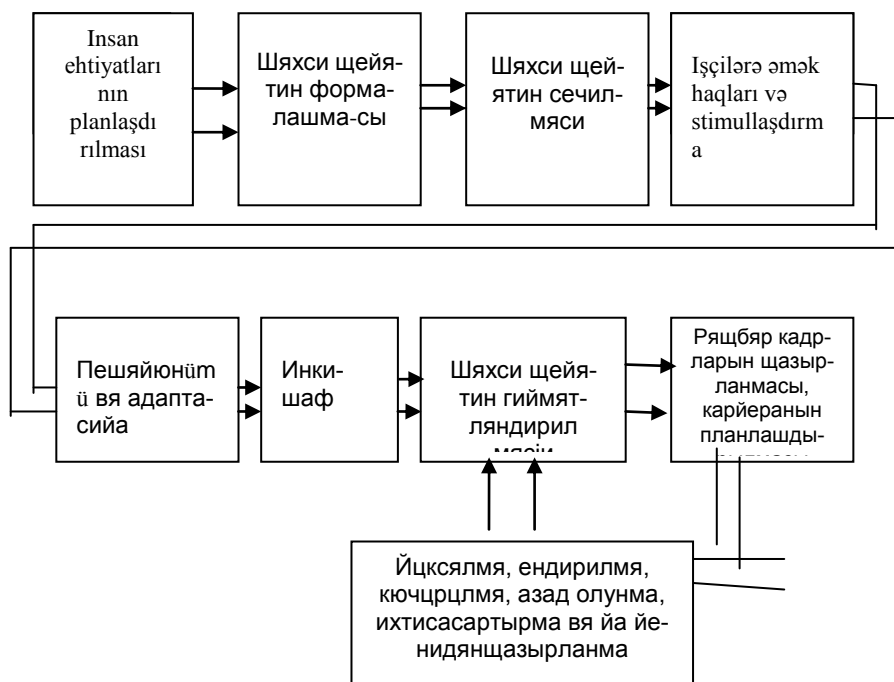 Insan
ehtiyatları
nın
planlaşdı
rılması
Шяхси щейя-
тин форма-
лашма-сы
Шяхси щей-
ятин сечил-
мяси
Işçilərə əmək
haqları və
stimullaşdırm
a
Пешяйюнüm
ü вя адапта-
сийа
Инки-
шаф
Шяхси щейя-
тин гиймят-
ляндирил
Рящбяр кадр-
ларын щазыр-
ланмасы,
карйеранын
планлашды-
Йцксялмя, ендирилмя,
кючцрцлмя, азад олунма,
ихтисасартырма вя йа йе-
нидянщазырланма